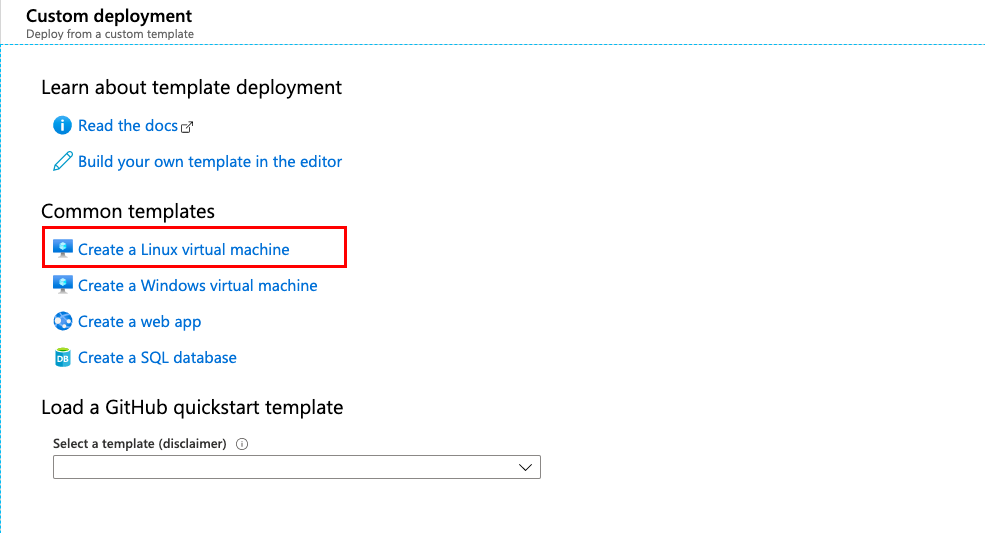 Custom deployment
Deploy from a custom template
Learn about template deployment
Read the docs
Build your own template in the editor
Common templates
Create a Linux virtual machine
Create a Windows virtual machine
Create a web app
DB Create a SQL database
Load a GitHub quickstart template
Select a template (disclaimer)